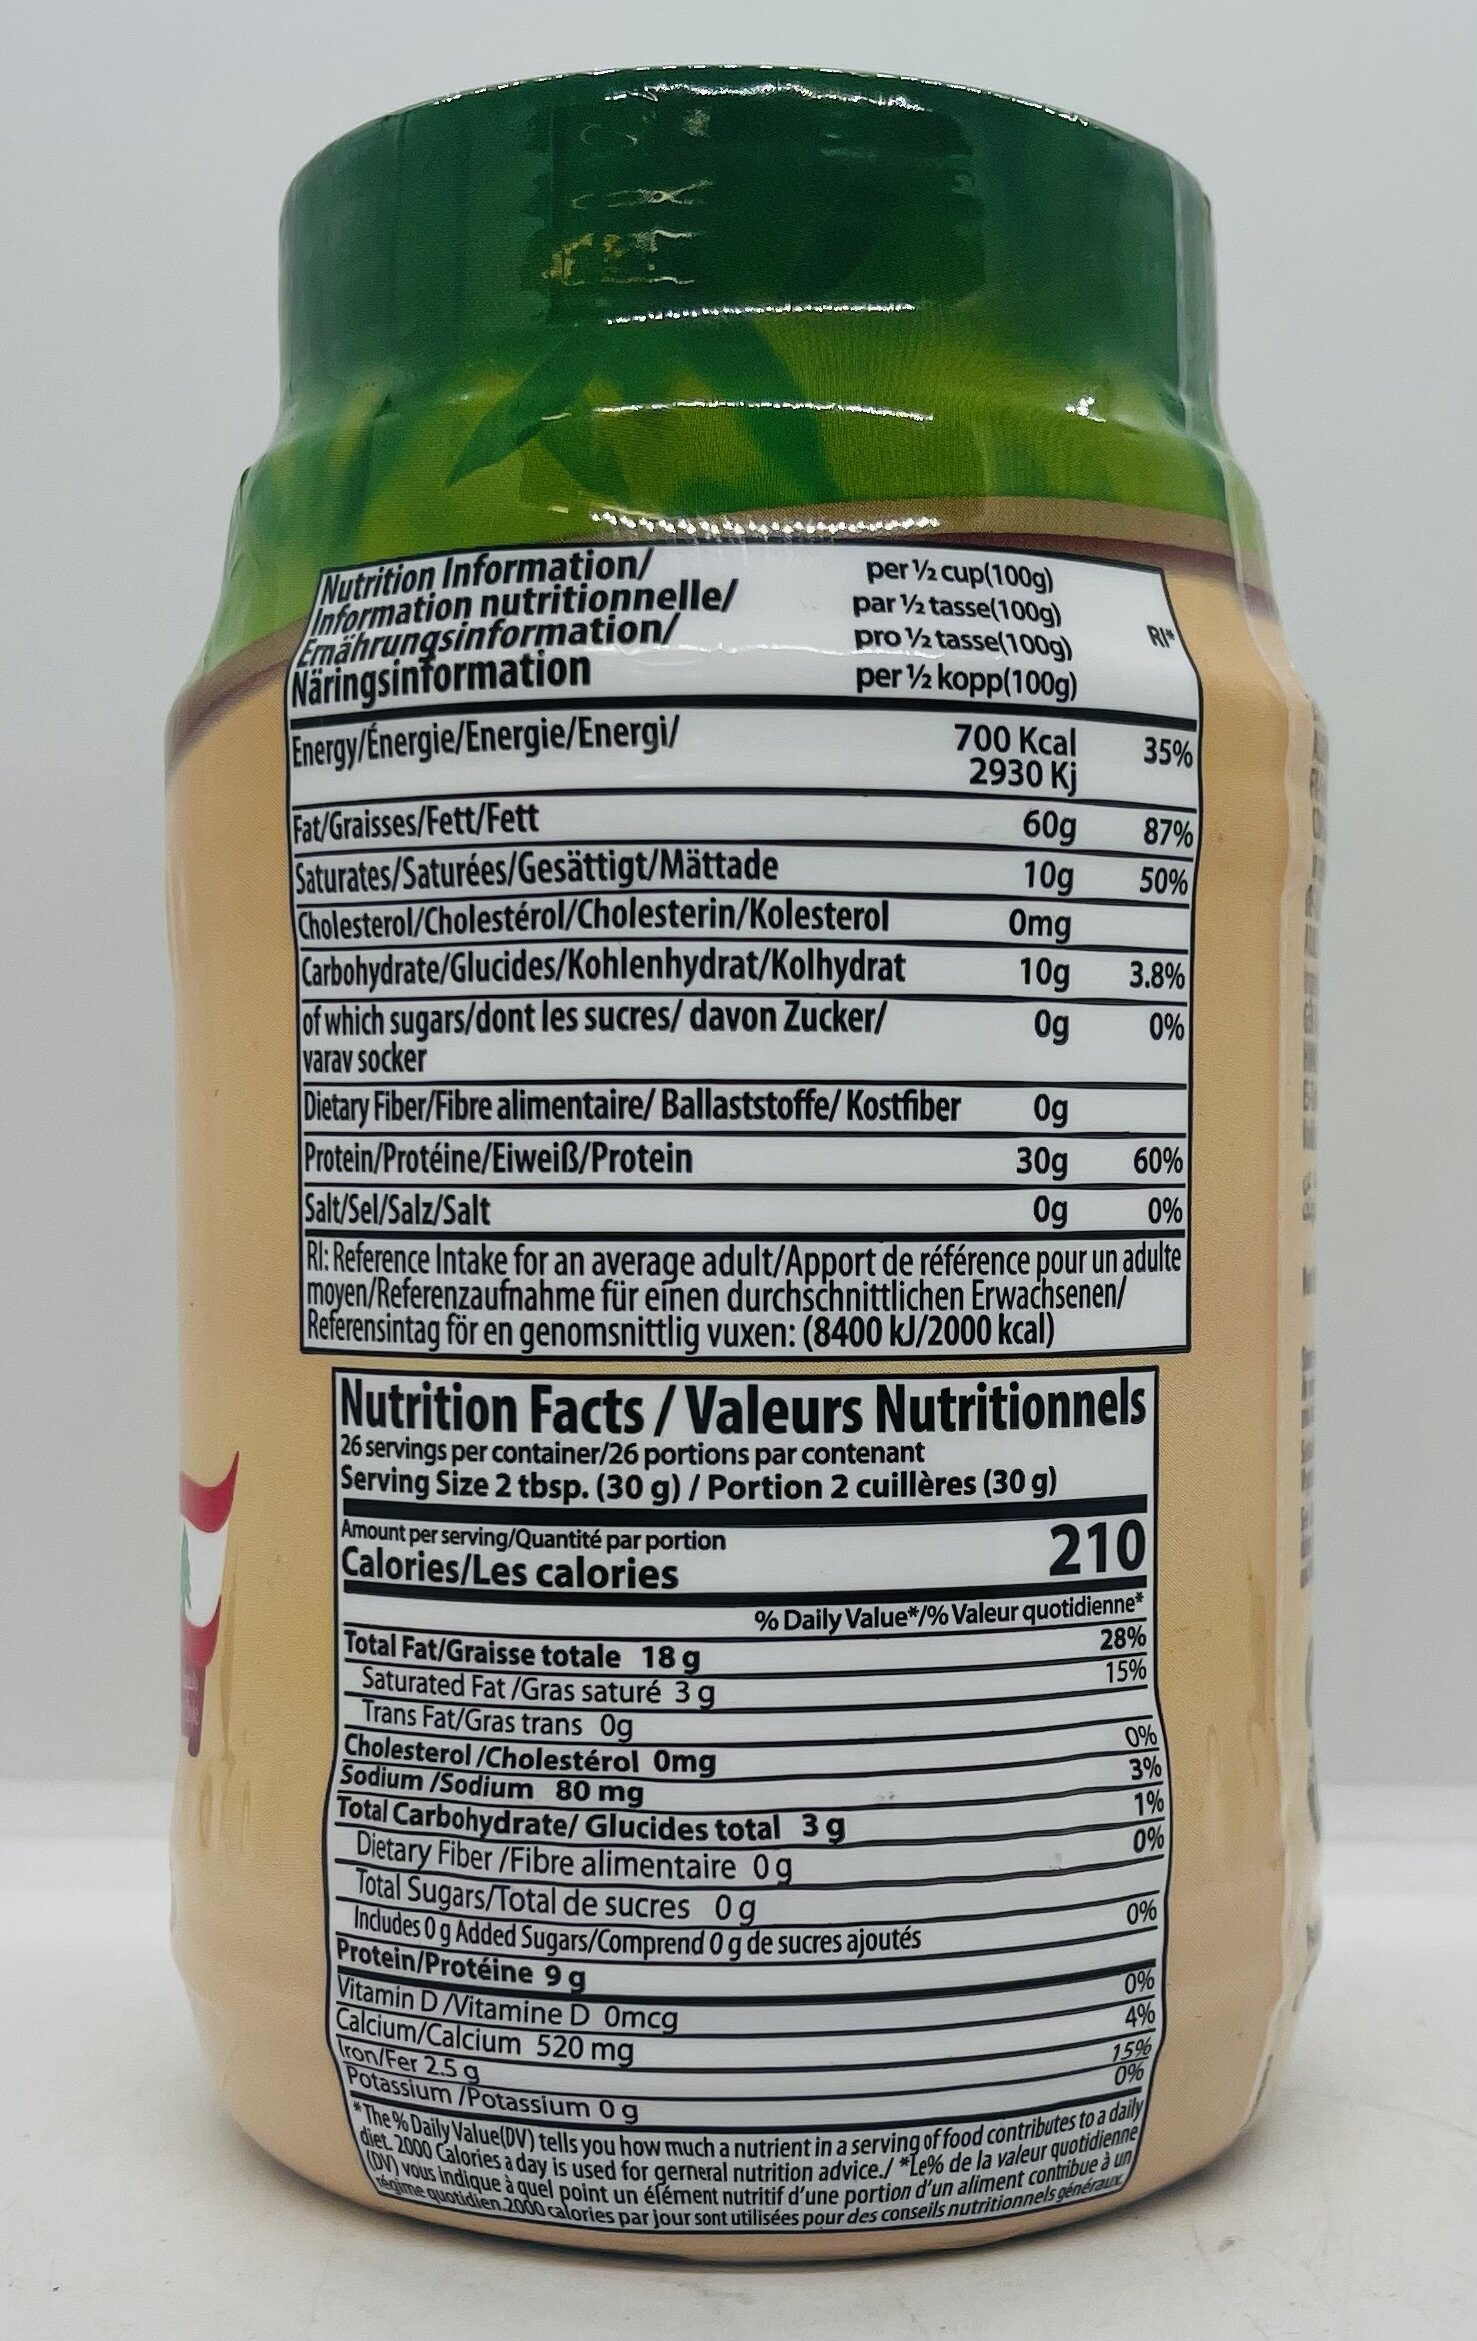 Nutrition Information/
Information nutritionnelle/
Ernährungsinformation/
Näringsinformation
per ½ cup(100g)
par ½ tasse(100g)
pro ½ tasse(100g)
per ½ kopp(100g)
RI*
Energy/Énergie/Energie/Energi/ 700 Kcal 35%
2930 Kj
Fat/Graisses/Fett/Fett 60g 87%
Saturates/Saturées/Gesättigt/Mättade 10g 50%
Cholesterol/Cholestérol/Cholesterin/Kolesterol 0mg
Carbohydrate/Glucides/Kohlenhydrat/Kolhydrat 10g 3.8%
of which sugars/dont les sucres/ davon Zucker/ 0g 0%
varav socker
Dietary Fiber/Fibre alimentaire/ Ballaststoffe/ Kostfiber 0g
Protein/Protéine/Eiweiß/Protein 30g 60%
Salt/Sel/Salz/Salt 0g 0%
RI: Reference Intake for an average adult/Apport de référence pour un adulte
moyen/Referenzaufnahme für einen durchschnittlichen Erwachsenen/
Referensintag för en genomsnittlig vuxen: (8400 kJ/2000 kcal)
Nutrition Facts / Valeurs Nutritionnels
26 servings per container/26 portions par contenant
Serving Size 2 tbsp. (30 g) / Portion 2 cuillères (30 g)
Amount per serving/Quantité par portion
Calories/Les calories 210
% Daily Value*/% Valeur quotidienne*
Total Fat/Graisse totale 18 g 28%
Saturated Fat /Gras saturé 3 g 15%
Trans Fat/Gras trans 0g
Cholesterol /Cholestérol 0mg 0%
Sodium /Sodium 80 mg 3%
Total Carbohydrate/ Glucides total 3 g 1%
Dietary Fiber /Fibre alimentaire 0 g 0%
Total Sugars/Total de sucres 0 g
Includes 0 g Added Sugars/Comprend 0 g de sucres ajoutés 0%
Protein/Protéine 9 g
Vitamin D /Vitamine D 0mcg 0%
Calcium/Calcium 520 mg 4%
Iron/Fer 2.5 g 15%
Potassium /Potassium 0 g 0%
*The % Daily Value(DV) tells you how much a nutrient in a serving of food contributes to a daily
diet. 2000 Calories a day is used for gerneral nutrition advice./ *Le% de la valeur quotidienne
(DV) vous indique à quel point un élément nutritif d'une portion d'un aliment contribue à un
régime quotidien.2000 calories par jour sont utilisées pour des conseils nutritionnels généraux.